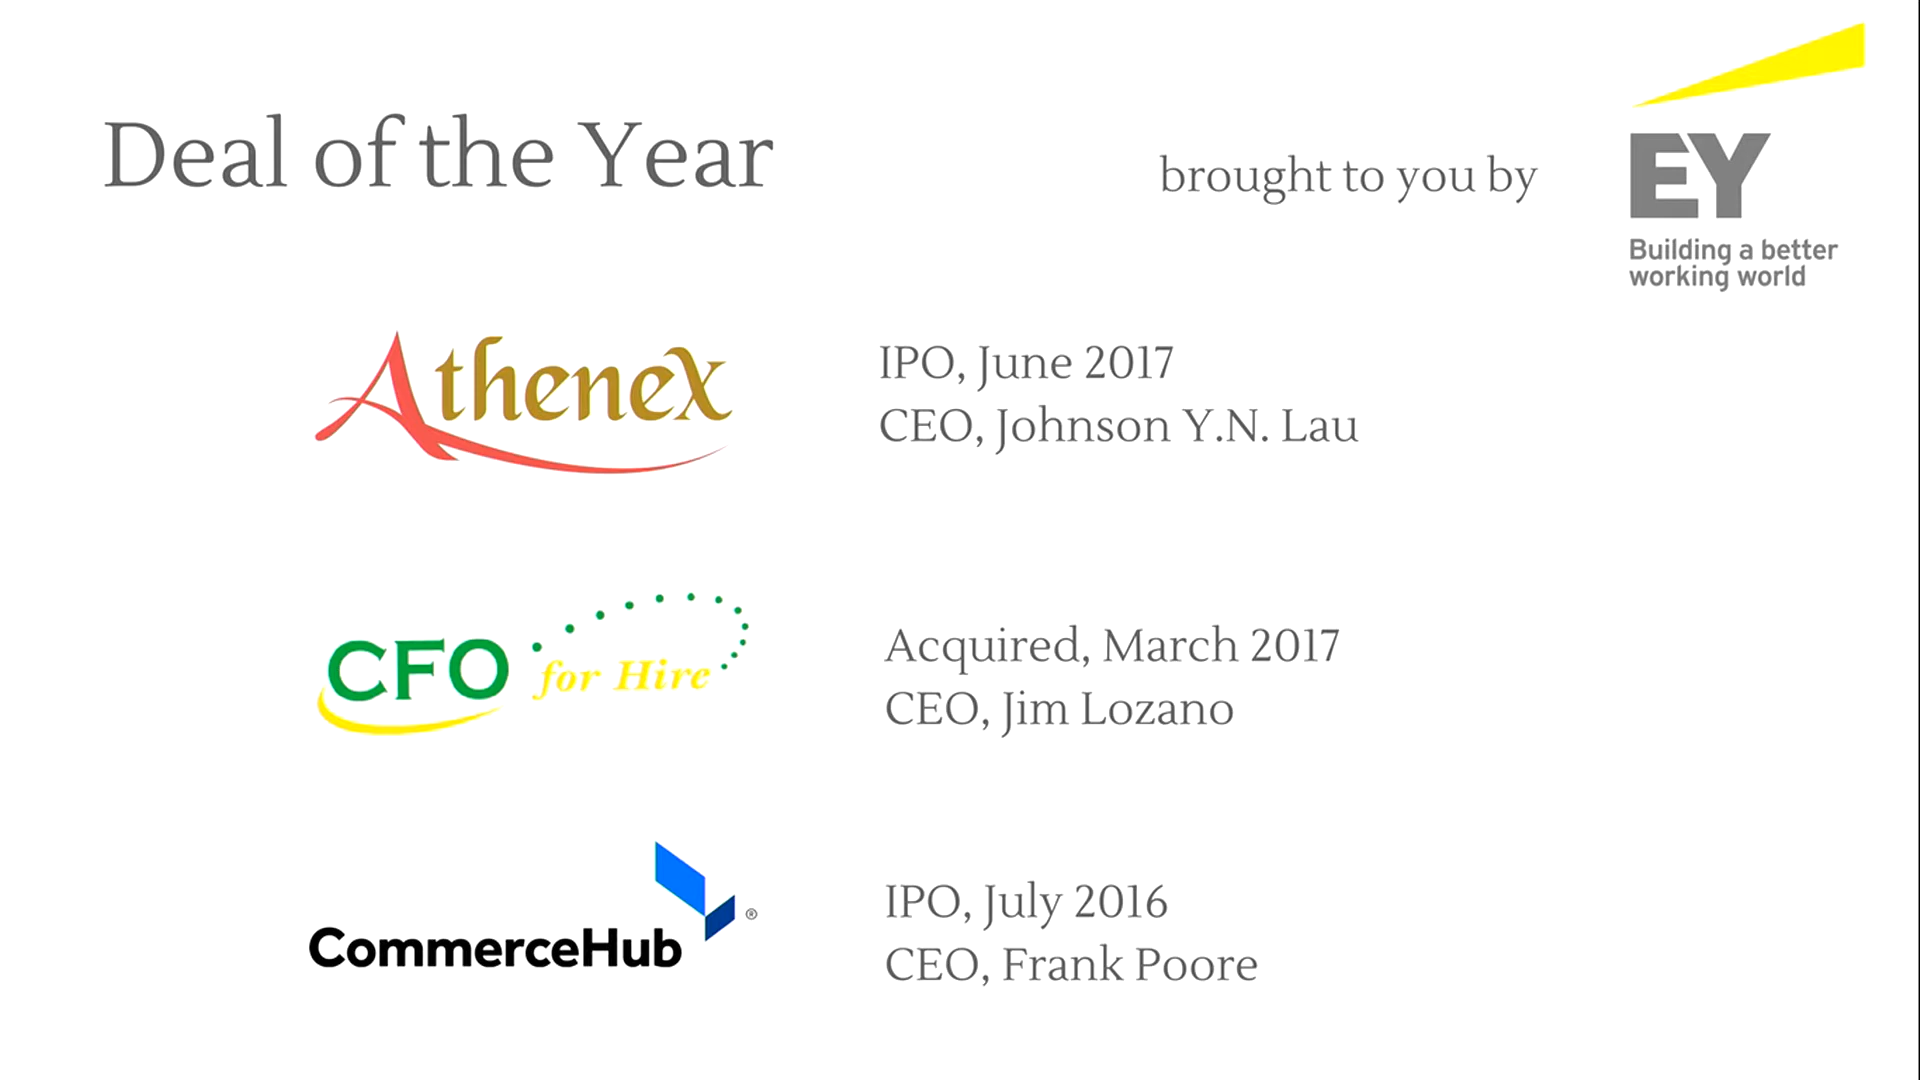 Deal of the Year
brought to you by
EY
Building a better
working world
Athenex
IPO, June 2017
CEO, Johnson Y.N. Lau
CFO for Hire
Acquired, March 2017
CEO, Jim Lozano
CommerceHub ®
IPO, July 2016
CEO, Frank Poore